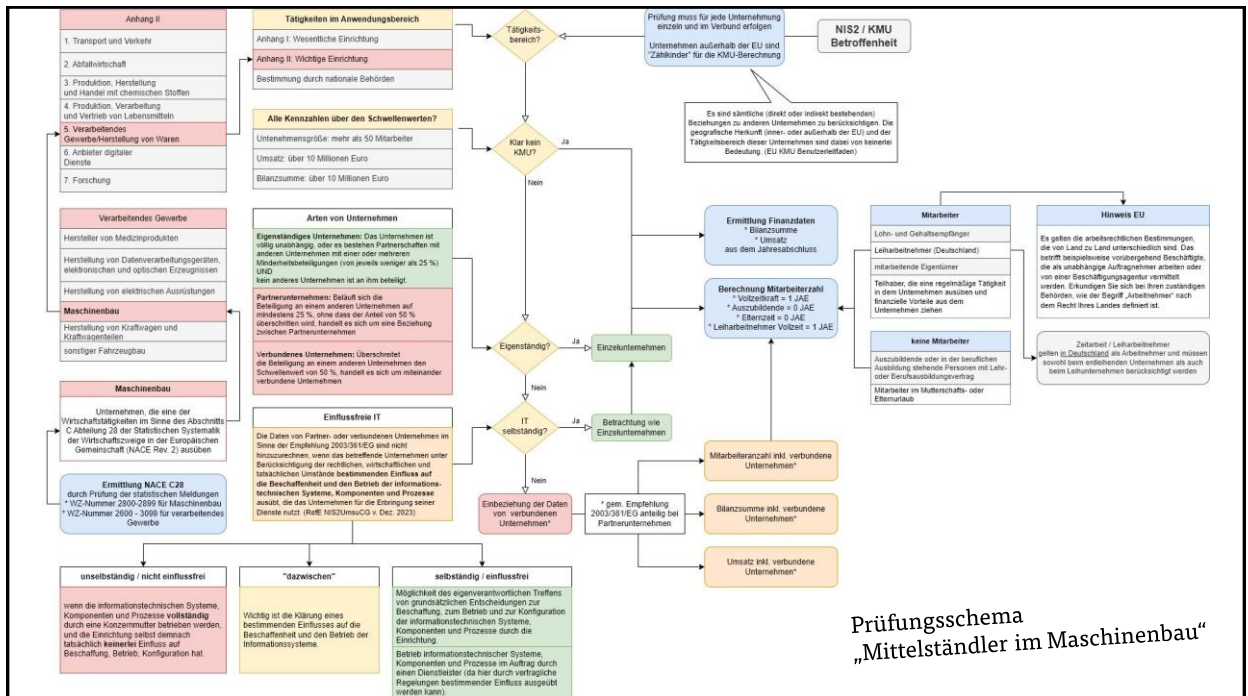 Anhang II
1. Transport und Verkehr
2. Abfallwirtschaft
3. Produktion, Herstellung
und Handel mit chemischen Stoffen
4. Produktion, Verarbeitung
und Vertrieb von Lebensmitteln
5. Verarbeitendes
Gewerbe/Herstellung von Waren
6. Anbieter digitaler
Dienste
7. Forschung
Tätigkeiten im Anwendungsbereich
Anhang I: Wesentliche Einrichtung
Anhang II: Wichtige Einrichtung
Bestimmung durch nationale Behörden
Tätigkeits-
bereich?
Prüfung muss für jede Unternehmung
einzeln und im Verbund erfolgen
Unternehmen außerhalb der EU sind
"Zählkinder" für die KMU-Berechnung
NIS2 / KMU
Betroffenheit
Es sind sämtliche (direkt oder indirekt bestehenden)
Beziehungen zu anderen Unternehmen zu berücksichtigen. Die
geografische Herkunft (inner- oder außerhalb der EU) und der
Tätigkeitsbereich dieser Unternehmen sind dabei von keinerlei
Bedeutung. (EU KMU Benutzerleitfaden)
Alle Kennzahlen über den Schwellenwerten?
Unternehmensgröße: mehr als 50 Mitarbeiter
Umsatz: über 10 Millionen Euro
Bilanzsumme: über 10 Millionen Euro
Klar kein
KMU?
Ja
Nein
Verarbeitendes Gewerbe
Hersteller von Medizinprodukten
Herstellung von Datenverarbeitungsgeräten,
elektronischen und optischen Erzeugnissen
Herstellung von elektrischen Ausrüstungen
Maschinenbau
Herstellung von Kraftwagen und
Kraftwagenteilen
sonstiger Fahrzeugbau
Arten von Unternehmen
Eigenständiges Unternehmen: Das Unternehmen ist
völlig unabhängig, oder es bestehen Partnerschaften mit
anderen Unternehmen mit einer oder mehreren
Minderheitsbeteiligungen (von jeweils weniger als 25 %)
UND
kein anderes Unternehmen ist an ihm beteiligt.
Partnerunternehmen: Beläuft sich die
Beteiligung an einem anderen Unternehmen auf
mindestens 25 %, ohne dass der Anteil von 50 %
überschritten wird, handelt es sich um eine Beziehung
zwischen Partnerunternehmen
Verbundenes Unternehmen: Überschreitet
die Beteiligung an einem anderen Unternehmen den
Schwellenwert von 50 %, handelt es sich um miteinander
verbundene Unternehmen
Eigenständig?
Ja
Einzelunternehmen
Nein
Ermittlung Finanzdaten
* Bilanzsumme
* Umsatz
aus dem Jahresabschluss
Berechnung Mitarbeiterzahl
* Vollzeitkraft = 1 JAE
* Auszubildende = 0 JAE
* Elternzeit = 0 JAE
* Leiharbeitnehmer Vollzeit = 1 JAE
Mitarbeiter
Lohn- und Gehaltsempfänger
Leiharbeitnehmer (Deutschland)
mitarbeitende Eigentümer
Teilhaber, die eine regelmäßige Tätigkeit
in dem Unternehmen ausüben und
finanzielle Vorteile aus dem
Unternehmen ziehen
keine Mitarbeiter
Auszubildende oder in der beruflichen
Ausbildung stehende Personen mit Lehr-
oder Berufsausbildungsvertrag
Mitarbeiter im Mutterschafts- oder
Elternurlaub
Hinweis EU
Es gelten die arbeitsrechtlichen Bestimmungen,
die von Land zu Land unterschiedlich sind. Das
betrifft beispielsweise vorübergehend Beschäftigte,
die als unabhängige Auftragnehmer arbeiten oder
von einer Beschäftigungsagentur vermittelt
werden. Erkundigen Sie sich bei Ihren zuständigen
Behörden, wie der Begriff „Arbeitnehmer" nach
dem Recht Ihres Landes definiert ist.
Zeitarbeit / Leiharbeitnehmer
gelten in Deutschland als Arbeitnehmer und müssen
sowohl beim entleihenden Unternehmen als auch
beim Leihunternehmen berücksichtigt werden
Maschinenbau
Unternehmen, die eine der
Wirtschaftstätigkeiten im Sinne des Abschnitts
C Abteilung 28 der Statistischen Systematik
der Wirtschaftszweige in der Europäischen
Gemeinschaft (NACE Rev. 2) ausüben
Ermittlung NACE C28
durch Prüfung der statistischen Meldungen
* WZ-Nummer 2800-2899 für Maschinenbau
* WZ-Nummer 2600 - 3099 für verarbeitendes
Gewerbe
Einflussfreie IT
Die Daten von Partner- oder verbundenen Unternehmen im
Sinne der Empfehlung 2003/361/EG sind nicht
hinzuzurechnen, wenn das betreffende Unternehmen unter
Berücksichtigung der rechtlichen, wirtschaftlichen und
tatsächlichen Umstände bestimmenden Einfluss auf
die Beschaffenheit und den Betrieb der informations-
technischen Systeme, Komponenten und Prozesse
ausübt, die das Unternehmen für die Erbringung seiner
Dienste nutzt. (RefE NIS2UmsuCG v. Dez. 2023)
IT
selbständig?
Ja
Betrachtung wie
Einzelunternehmen
Nein
Einbeziehung der Daten
von verbundenen
Unternehmen*
* gem. Empfehlung
2003/361/EG anteilig bei
Partnerunternehmen
Mitarbeiteranzahl inkl. verbundene
Unternehmen*
Bilanzsumme inkl. verbundene
Unternehmen*
Umsatz inkl. verbundene
Unternehmen*
unselbständig / nicht einflussfrei
wenn die informationstechnischen Systeme,
Komponenten und Prozesse vollständig
durch eine Konzernmutter betrieben werden,
und die Einrichtung selbst demnach
tatsächlich keinerlei Einfluss auf
Beschaffung, Betrieb, Konfiguration hat.
"dazwischen"
Wichtig ist die Klärung eines
bestimmenden Einflusses auf die
Beschaffenheit und den Betrieb der
Informationssysteme.
selbständig / einflussfrei
Möglichkeit des eigenverantwortlichen Treffens
von grundsätzlichen Entscheidungen zur
Beschaffung, zum Betrieb und zur Konfiguration
der informationstechnischen Systeme,
Komponenten und Prozesse durch die
Einrichtung.
Betrieb informationstechnischer Systeme,
Komponenten und Prozesse im Auftrag durch
einen Dienstleister (da hier durch vertragliche
Regelungen bestimmender Einfluss ausgeübt
werden kann).
Prüfungsschema
„Mittelständler im Maschinenbau“